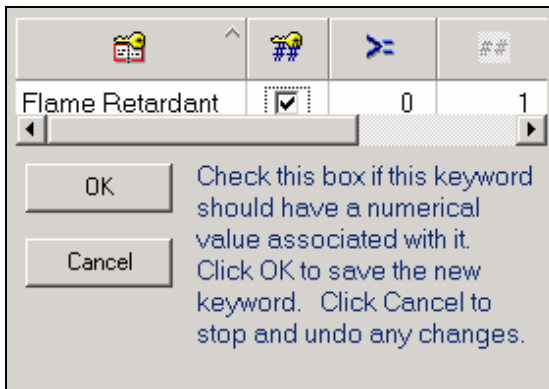 ## >= ##
Flame Retardant 0 1
OK
Cancel
Check this box if this keyword
should have a numerical
value associated with it.
Click OK to save the new
keyword. Click Cancel to
stop and undo any changes.